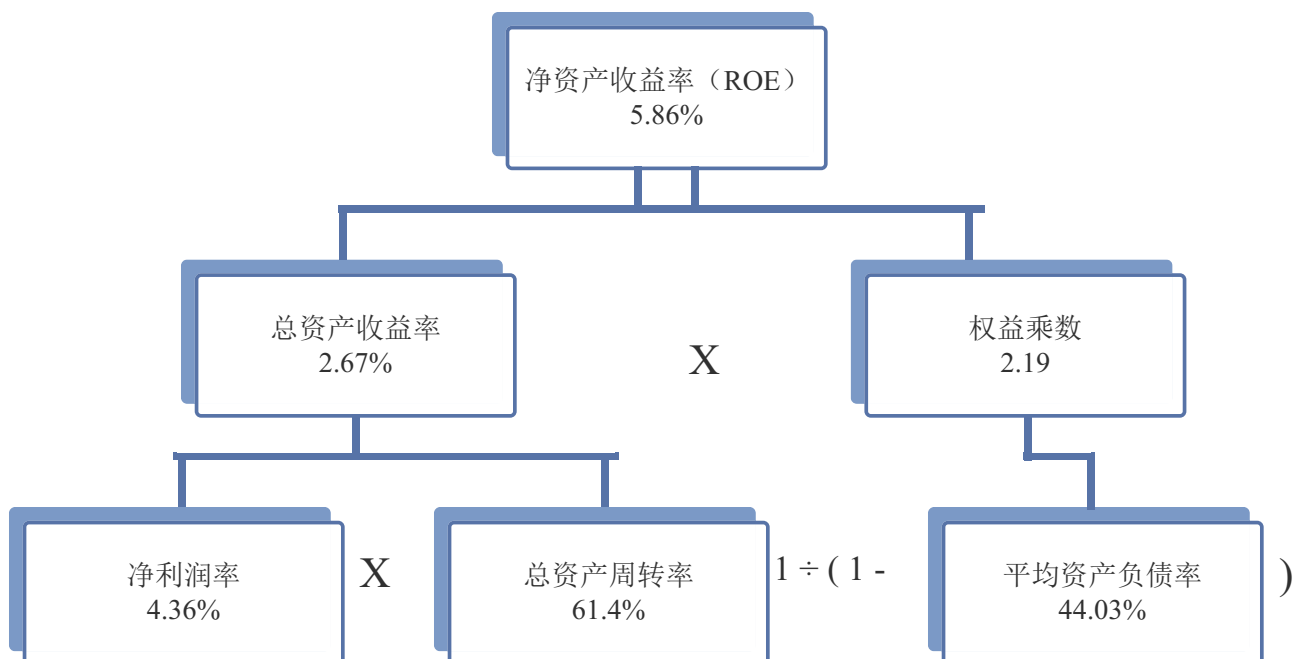 净资产收益率（ROE）
5.86%
总资产收益率
2.67%
X
权益乘数
2.19
净利润率
4.36%
X
总资产周转率
61.4%
1 ÷ ( 1 -
平均资产负债率
44.03%
)